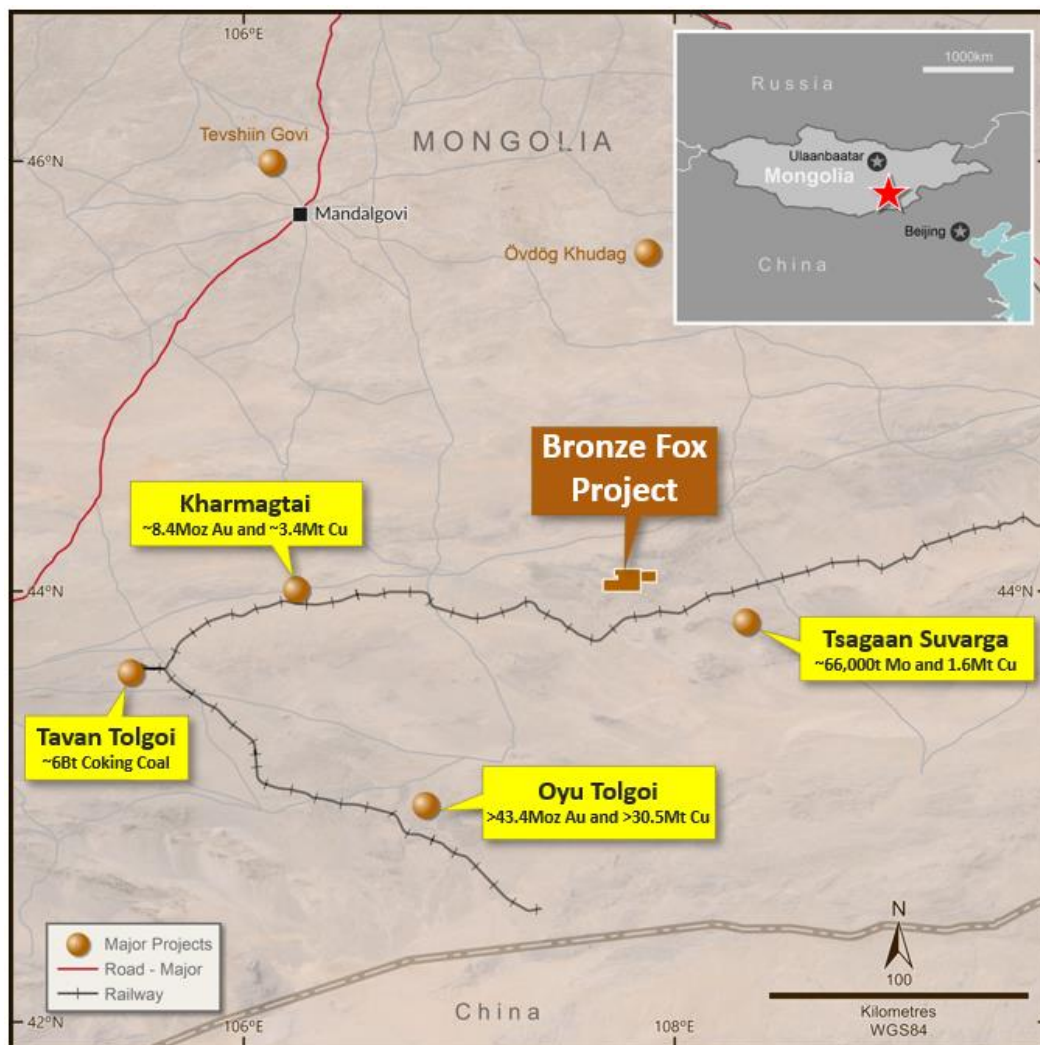 106°E
1000km
Russia
Tevshiin Govi
MONGOLIA
46°N
Ulaanbaatar
Mongolia
Mandalgovi
Beijing
Övdög Khudag
China
Bronze Fox
Project
Kharmagtai
~8.4Moz Au and ~3.4Mt Cu
44°N
44°N
Tsagaan Suvarga
~66,000t Mo and 1.6Mt Cu
Tavan Tolgoi
~6Bt Coking Coal
Oyu Tolgoi
>43.4Moz Au and >30.5Mt Cu
N
Major Projects
Road - Major
Railway
100
Kilometres
WGS84
China
42°N
106°E
108°E